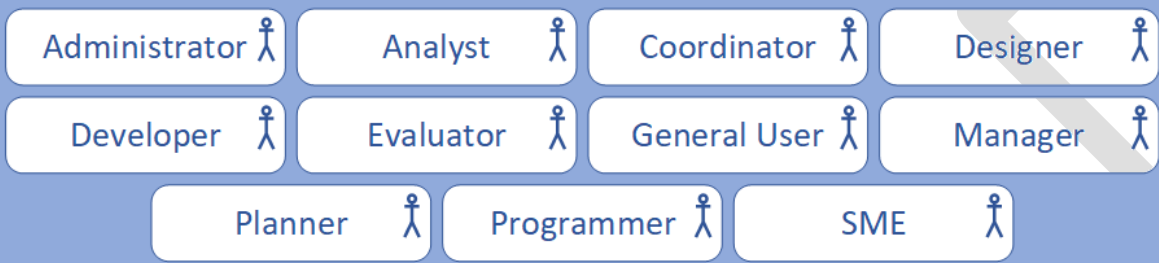 Administrator Analyst Coordinator Designer
Developer Evaluator General User Manager
Planner Programmer SME